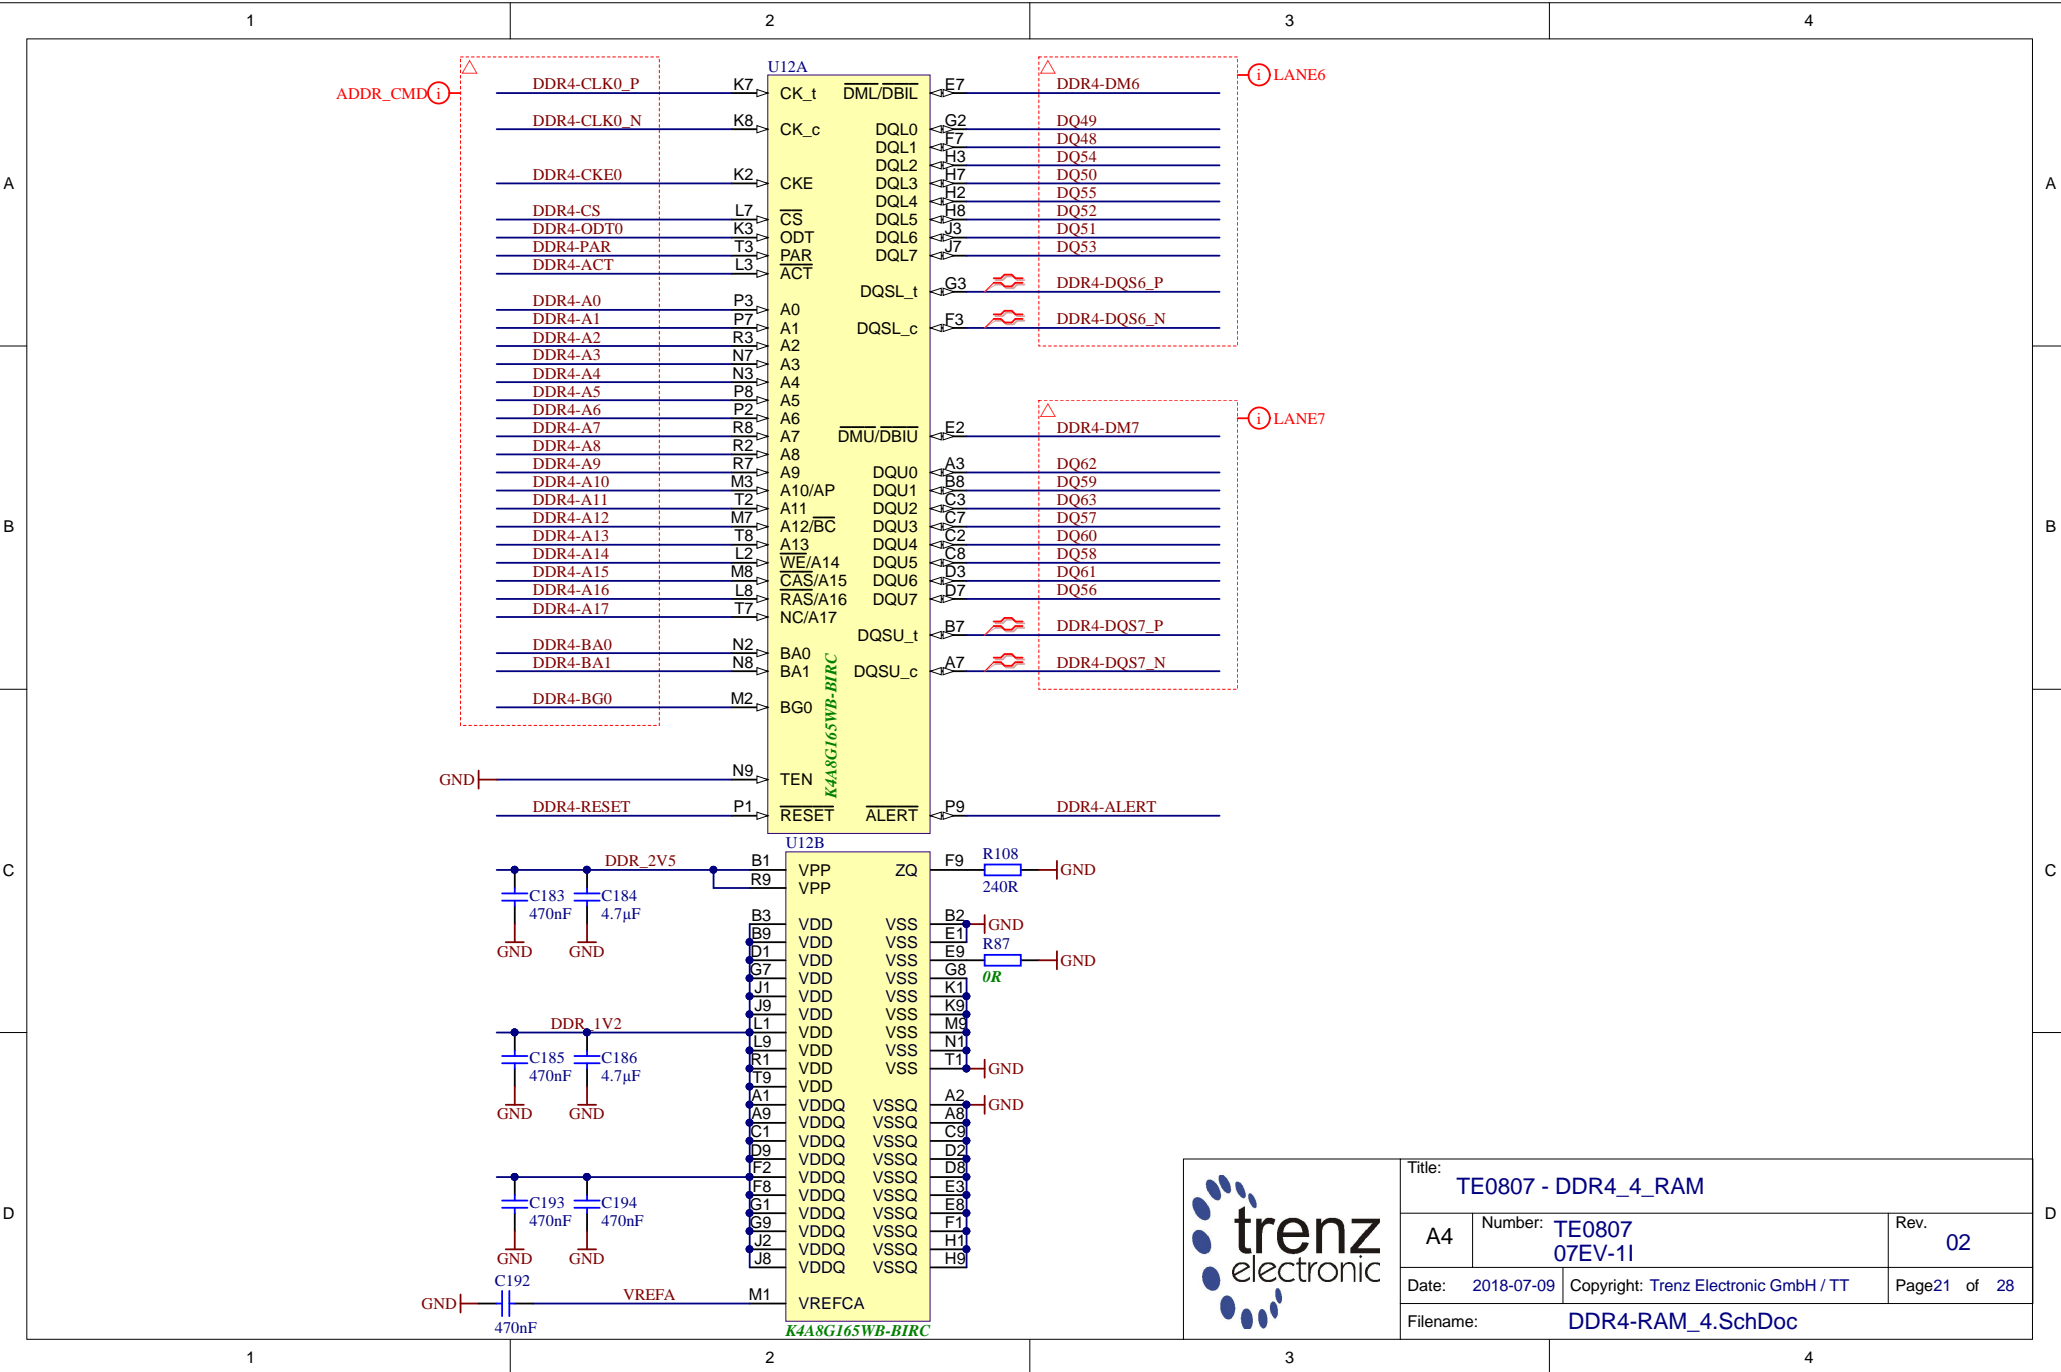 1 2 3 4
A A
B B
C C
D D
ADDR_CMD i
DDR4-CLK0_P K7 CK_t
DDR4-CLK0_N K8 CK_c
DDR4-CKE0 K2 CKE
DDR4-CS L7 CS
DDR4-ODT0 K3 ODT
DDR4-PAR T3 PAR
DDR4-ACT L3 ACT
DDR4-A0 P3 A0
DDR4-A1 P7 A1
DDR4-A2 R3 A2
DDR4-A3 N7 A3
DDR4-A4 N3 A4
DDR4-A5 P8 A5
DDR4-A6 P2 A6
DDR4-A7 R8 A7
DDR4-A8 R2 A8
DDR4-A9 R7 A9
DDR4-A10 M3 A10/AP
DDR4-A11 T2 A11
DDR4-A12 M7 A12/BC
DDR4-A13 T8 A13
DDR4-A14 L2 WE/A14
DDR4-A15 M8 CAS/A15
DDR4-A16 L8 RAS/A16
DDR4-A17 T7 NC/A17
DDR4-BA0 N2 BA0
DDR4-BA1 N8 BA1
DDR4-BG0 M2 BG0
GND N9 TEN
DDR4-RESET P1 RESET
U12A
K4A8G165WB-BIRC
DML/DBIL E7 DDR4-DM6
i LANE6
DQL0 G2 DQ49
DQL1 F7 DQ48
DQL2 H3 DQ54
DQL3 H7 DQ50
DQL4 H2 DQ55
DQL5 H8 DQ52
DQL6 J3 DQ51
DQL7 J7 DQ53
DQSL_t G3 DDR4-DQS6_P
DQSL_c F3 DDR4-DQS6_N
i LANE7
DMU/DBIU E2 DDR4-DM7
DQU0 A3 DQ62
DQU1 B8 DQ59
DQU2 C3 DQ63
DQU3 C7 DQ57
DQU4 C2 DQ60
DQU5 C8 DQ58
DQU6 D3 DQ61
DQU7 D7 DQ56
DQSU_t B7 DDR4-DQS7_P
DQSU_c A7 DDR4-DQS7_N
ALERT P9 DDR4-ALERT
U12B
DDR_2V5 B1 VPP
R9 VPP
C183 470nF GND
C184 4.7µF GND
B3 VDD
B9 VDD
D1 VDD
G7 VDD
J1 VDD
J9 VDD
DDR_1V2 L1 VDD
L9 VDD
R1 VDD
T9 VDD
C185 470nF GND
C186 4.7µF GND
A1 VDDQ
A9 VDDQ
C1 VDDQ
D9 VDDQ
F2 VDDQ
F8 VDDQ
G1 VDDQ
G9 VDDQ
J2 VDDQ
J8 VDDQ
C193 470nF GND
C194 470nF GND
GND C192 470nF VREFA M1 VREFCA
ZQ F9 R108 240R GND
VSS B2 GND
VSS E1
VSS E9 R87 0R GND
VSS G8
VSS K1
VSS K9
VSS M9
VSS N1
VSS T1 GND
VSSQ A2 GND
VSSQ A8
VSSQ C9
VSSQ D2
VSSQ D8
VSSQ E3
VSSQ E8
VSSQ F1
VSSQ H1
VSSQ H9
K4A8G165WB-BIRC
trenz
electronic
Title: TE0807 - DDR4_4_RAM
A4 Number: TE0807
07EV-1I
Rev. 02
Date: 2018-07-09 Copyright: Trenz Electronic GmbH / TT Page21 of 28
Filename: DDR4-RAM_4.SchDoc
1 2 3 4